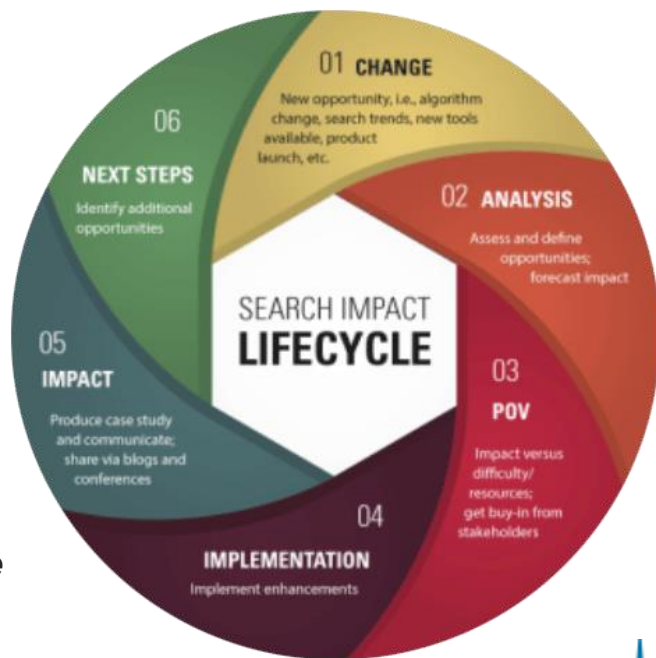 01 CHANGE
New opportunity, i.e., algorithm
change, search trends, new tools
available, product
launch, etc.
02 ANALYSIS
Assess and define
opportunities;
forecast impact
03
POV
Impact versus
difficulty/
resources;
get buy-in from
stakeholders
04
IMPLEMENTATION
Implement enhancements
05
IMPACT
Produce case study
and communicate;
share via blogs and
conferences
06
NEXT STEPS
Identify additional
opportunities
SEARCH IMPACT
LIFECYCLE
e